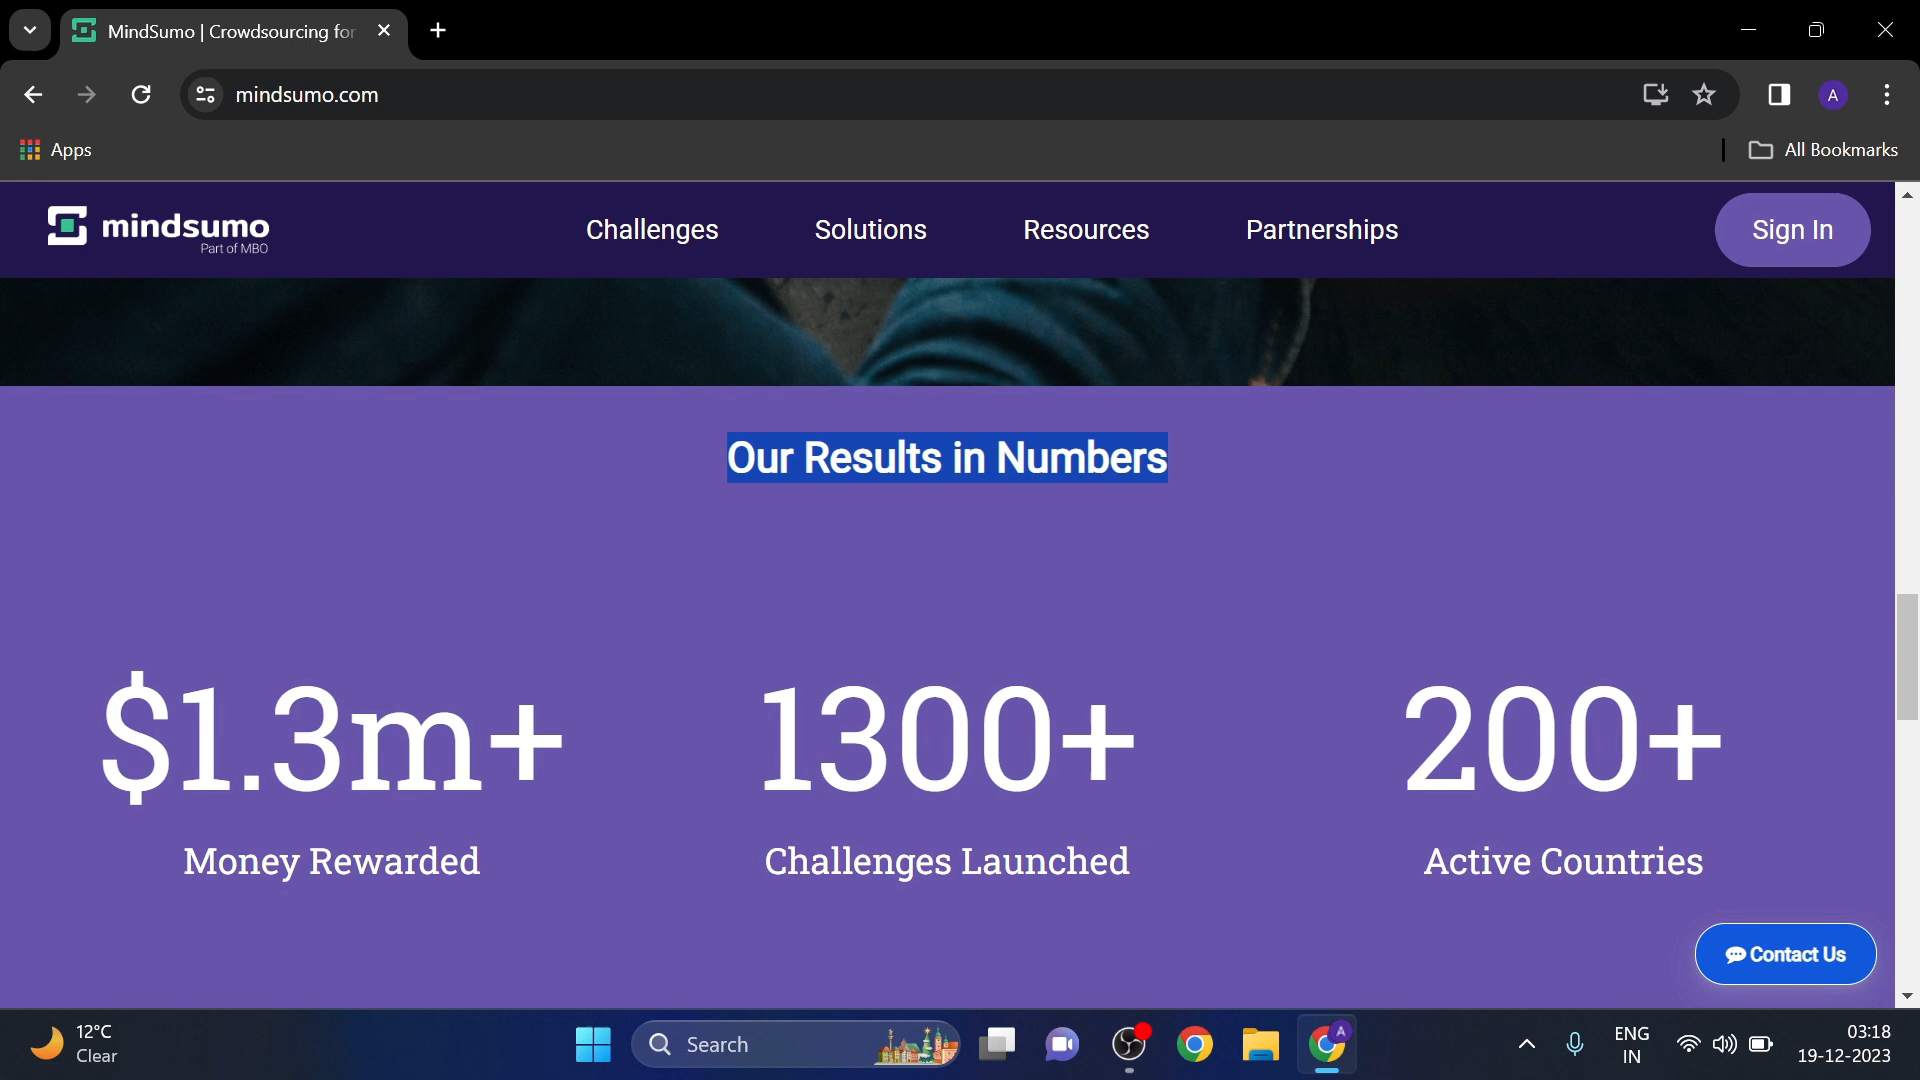 MindSumo | Crowdsourcing for
mindsumo.com
A
Apps
All Bookmarks
mindsumo
Part of MBO
Challenges
Solutions
Resources
Partnerships
Sign In
Our Results in Numbers
$1.3m+
1300+
200+
Money Rewarded
Challenges Launched
Active Countries
Contact Us
12°C
Clear
Search
A
ENG
IN
03:18
19-12-2023